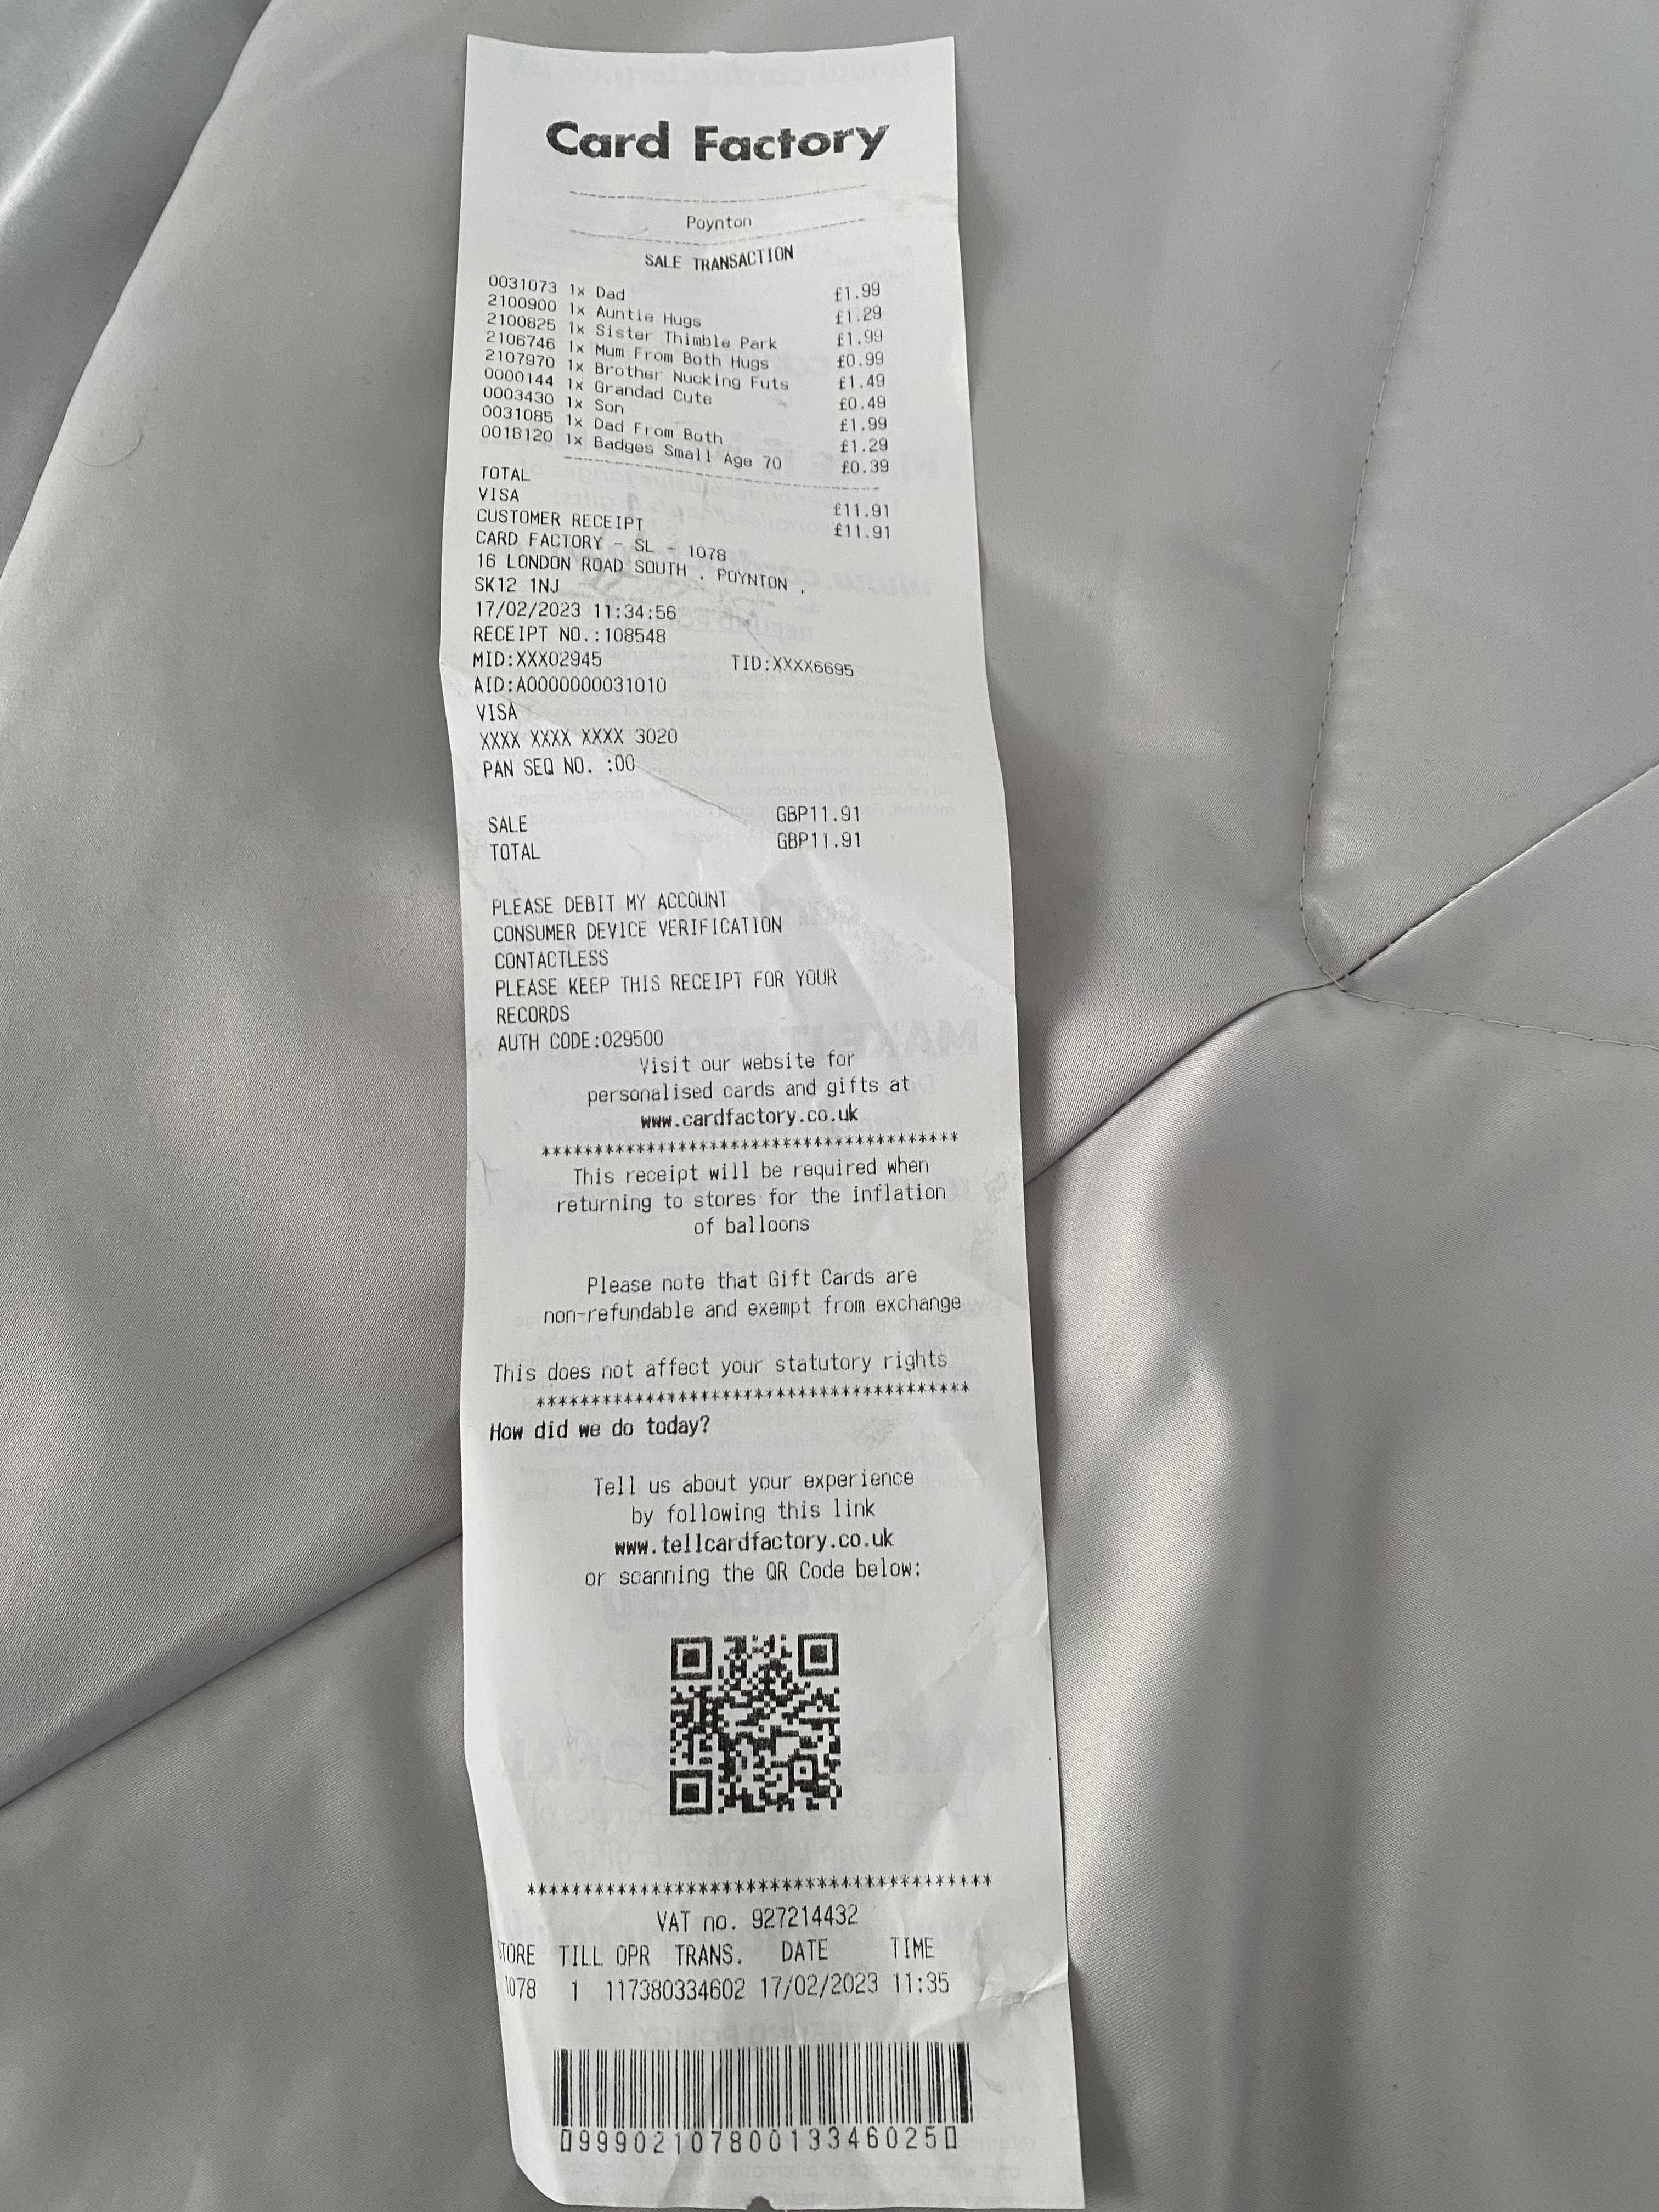 Card Factory
Poynton
SALE TRANSACTION
0031073 1x Dad £1.99
2100900 1x Auntie Hugs £1.29
2100825 1x Sister Thimble Park £1.99
2106746 1x Mum From Both Hugs £0.99
2107970 1x Brother Nucking Futs £1.49
0000144 1x Grandad Cute £0.49
0003430 1x Son £1.99
0031085 1x Dad From Both £1.29
0018120 1x Badges Small Age 70 £0.39
TOTAL £11.91
VISA £11.91
CUSTOMER RECEIPT
CARD FACTORY - SL - 1078
16 LONDON ROAD SOUTH , POYNTON ,
SK12 1NJ
17/02/2023 11:34:56
RECEIPT NO.:108548
MID:XXX02945 TID:XXXX6695
AID:A0000000031010
VISA
XXXX XXXX XXXX 3020
PAN SEQ NO. :00
SALE GBP11.91
TOTAL GBP11.91
PLEASE DEBIT MY ACCOUNT
CONSUMER DEVICE VERIFICATION
CONTACTLESS
PLEASE KEEP THIS RECEIPT FOR YOUR
RECORDS
AUTH CODE:029500
Visit our website for
personalised cards and gifts at
www.cardfactory.co.uk
****************************************
This receipt will be required when
returning to stores for the inflation
of balloons
Please note that Gift Cards are
non-refundable and exempt from exchange
This does not affect your statutory rights
****************************************
How did we do today?
Tell us about your experience
by following this link
www.tellcardfactory.co.uk
or scanning the QR Code below:
****************************************
VAT no. 927214432
STORE TILL OPR TRANS. DATE TIME
1078 1 117380334602 17/02/2023 11:35
9990210780013346025